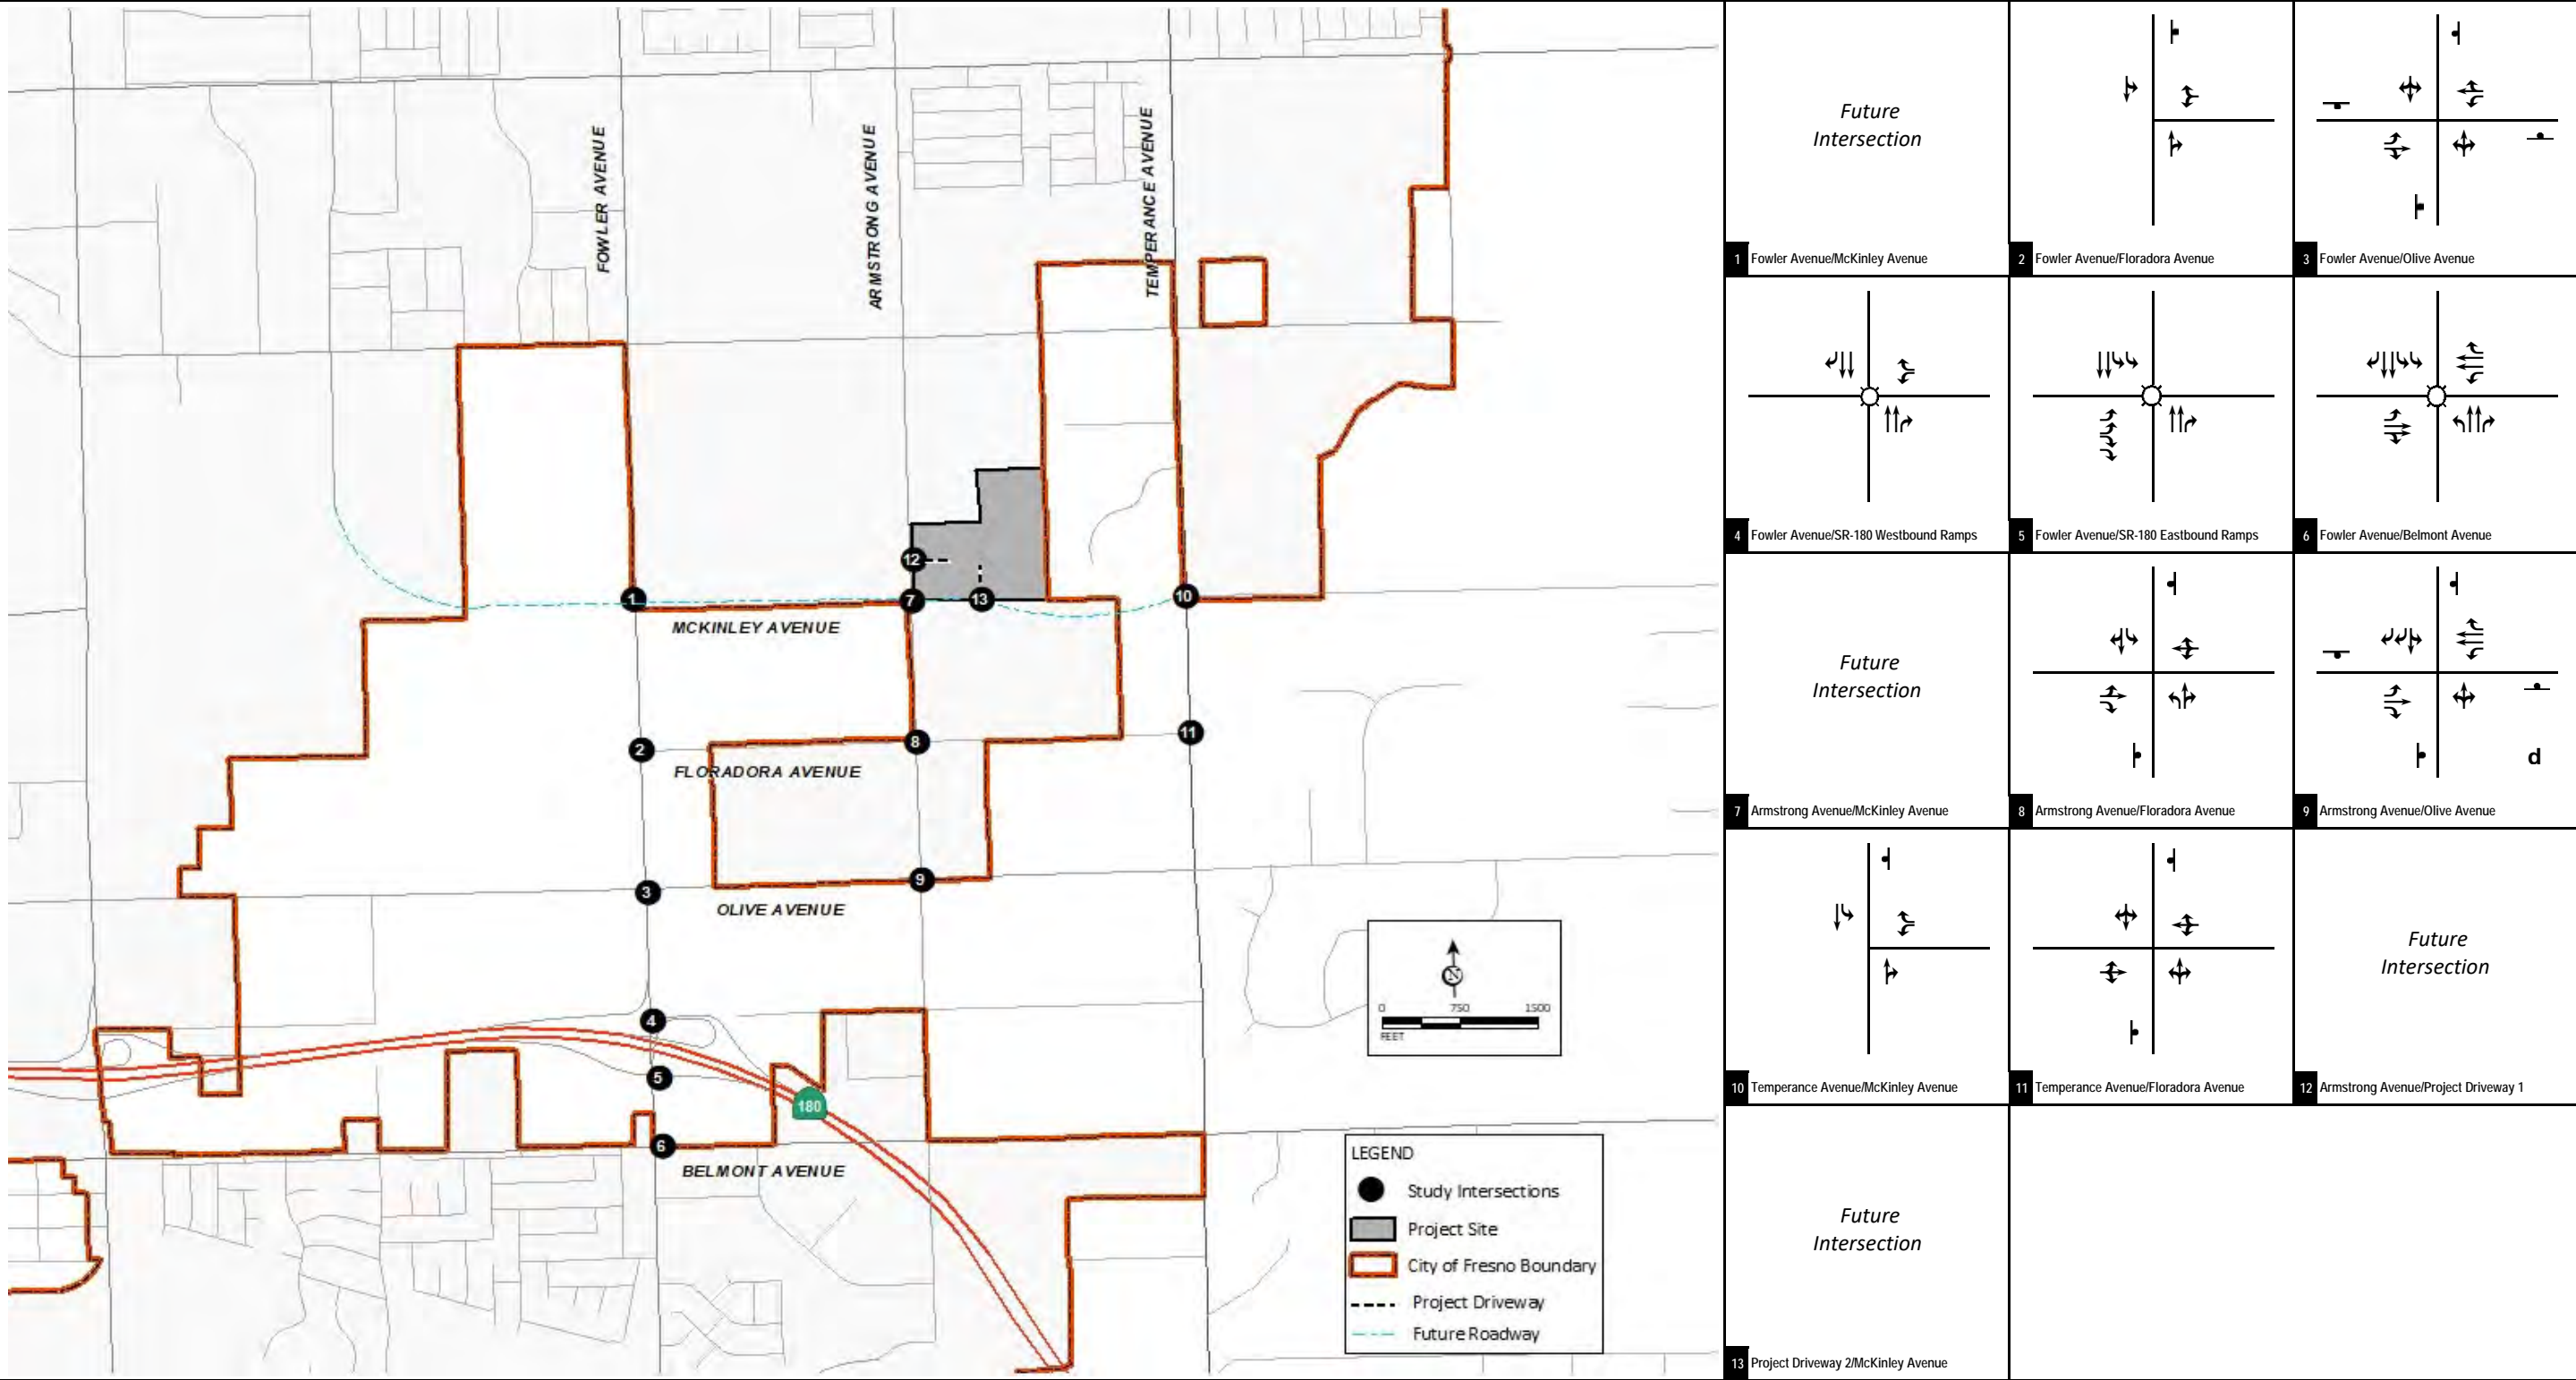 FOWLER AVENUE
ARMSTRONG AVENUE
TEMPERANCE AVENUE
12
1
7
13
10
MCKINLEY AVENUE
2
8
11
FLORADORA AVENUE
3
9
OLIVE AVENUE
N
0 750 1500
FEET
4
5
180
6
BELMONT AVENUE
LEGEND
Study Intersections
Project Site
City of Fresno Boundary
Project Driveway
Future Roadway
Future
Intersection
1 Fowler Avenue/McKinley Avenue
2 Fowler Avenue/Floradora Avenue
3 Fowler Avenue/Olive Avenue
4 Fowler Avenue/SR-180 Westbound Ramps
5 Fowler Avenue/SR-180 Eastbound Ramps
6 Fowler Avenue/Belmont Avenue
Future
Intersection
d
7 Armstrong Avenue/McKinley Avenue
8 Armstrong Avenue/Floradora Avenue
9 Armstrong Avenue/Olive Avenue
Future
Intersection
10 Temperance Avenue/McKinley Avenue
11 Temperance Avenue/Floradora Avenue
12 Armstrong Avenue/Project Driveway 1
Future
Intersection
13 Project Driveway 2/McKinley Avenue